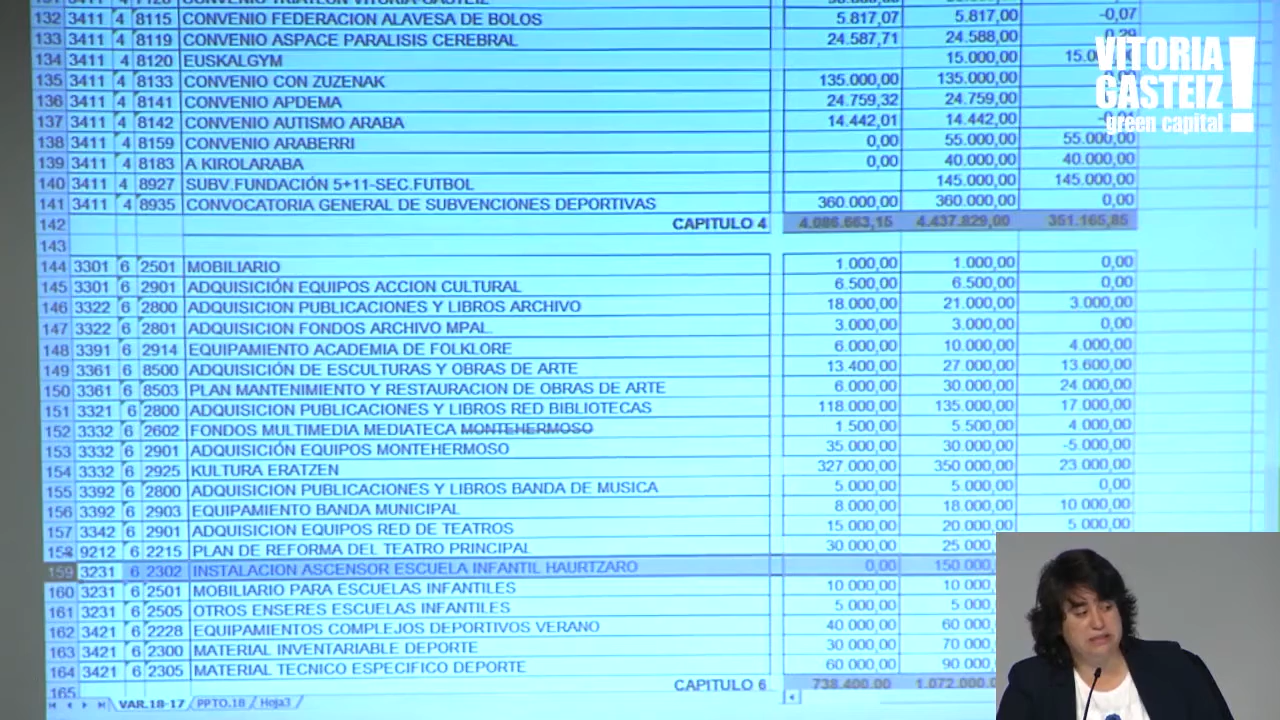 132 3411 4 8115 CONVENIO FEDERACION ALAVESA DE BOLOS 5.817,07 5.817,00 -0,07
133 3411 4 8119 CONVENIO ASPACE PARALISIS CEREBRAL 24.587,71 24.588,00 0,29
134 3411 4 8120 EUSKALGYM 15.000,00
135 3411 4 8133 CONVENIO CON ZUZENAK 135.000,00 135.000,00
136 3411 4 8141 CONVENIO APDEMA 24.759,32 24.759,00
137 3411 4 8142 CONVENIO AUTISMO ARABA 14.442,01 14.442,00
138 3411 4 8159 CONVENIO ARABERRI 0,00 55.000,00 55.000,00
139 3411 4 8183 A KIROLARABA 0,00 40.000,00 40.000,00
140 3411 4 8927 SUBV.FUNDACIÓN 5+11-SEC.FUTBOL 145.000,00 145.000,00
141 3411 4 8935 CONVOCATORIA GENERAL DE SUBVENCIONES DEPORTIVAS 360.000,00 360.000,00 0,00
142 CAPITULO 4 4.086.663,15 4.437.829,00 351.165,85
143
144 3301 6 2501 MOBILIARIO 1.000,00 1.000,00 0,00
145 3301 6 2901 ADQUISICIÓN EQUIPOS ACCION CULTURAL 6.500,00 6.500,00 0,00
146 3322 6 2800 ADQUISICION PUBLICACIONES Y LIBROS ARCHIVO 18.000,00 21.000,00 3.000,00
147 3322 6 2801 ADQUISICION FONDOS ARCHIVO MPAL. 3.000,00 3.000,00 0,00
148 3391 6 2914 EQUIPAMIENTO ACADEMIA DE FOLKLORE 6.000,00 10.000,00 4.000,00
149 3361 6 8500 ADQUISICIÓN DE ESCULTURAS Y OBRAS DE ARTE 13 400,00 27 000,00 13.600,00
150 3361 6 8503 PLAN MANTENIMIENTO Y RESTAURACION DE OBRAS DE ARTE 6 000,00 30 000,00 24 000,00
151 3321 6 2800 ADQUISICION PUBLICACIONES Y LIBROS RED BIBLIOTECAS 118 000,00 135 000,00 17 000,00
152 3332 6 2602 FONDOS MULTIMEDIA MEDIATECA MONTEHERMOSO 1 500,00 5 500,00 4 000,00
153 3332 6 2901 ADQUISICIÓN EQUIPOS MONTEHERMOSO 35 000,00 30 000,00 -5 000,00
154 3332 6 2925 KULTURA ERATZEN 327 000,00 350 000,00 23 000,00
155 3392 6 2800 ADQUISICION PUBLICACIONES Y LIBROS BANDA DE MUSICA 5 000,00 5 000,00 0,00
156 3392 6 2903 EQUIPAMIENTO BANDA MUNICIPAL 8 000,00 18 000,00 10 000,00
157 3342 6 2901 ADQUISICION EQUIPOS RED DE TEATROS 15 000,00 20 000,00 5 000,00
158 9212 6 2215 PLAN DE REFORMA DEL TEATRO PRINCIPAL 30 000,00 25 000,
159 3231 6 2302 INSTALACION ASCENSOR ESCUELA INFANTIL HAURTZARO 0,00 150 000,
160 3231 6 2501 MOBILIARIO PARA ESCUELAS INFANTILES 10 000,00 10 000,
161 3231 6 2505 OTROS ENSERES ESCUELAS INFANTILES 5 000,00 5 000,
162 3421 6 2228 EQUIPAMIENTOS COMPLEJOS DEPORTIVOS VERANO 40 000,00 60 000,
163 3421 6 2300 MATERIAL INVENTARIABLE DEPORTE 30 000,00 70 000,
164 3421 6 2305 MATERIAL TECNICO ESPECIFICO DEPORTE 60 000,00 90 000,
165 CAPITULO 6 738.400.00 1.072.000.
VAR.18-17 PPTO.18 Hoja3
VITORIA
GASTEIZ!
green capital